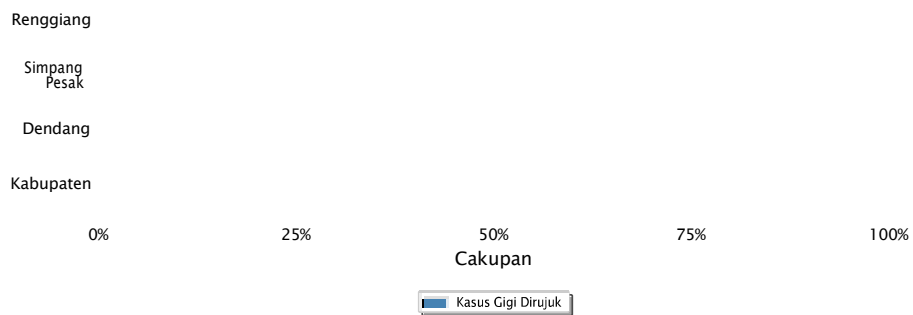 Renggiang
Simpang
Pesak
Dendang
Kabupaten
0% 25% 50% 75% 100%
Cakupan
Kasus Gigi Dirujuk